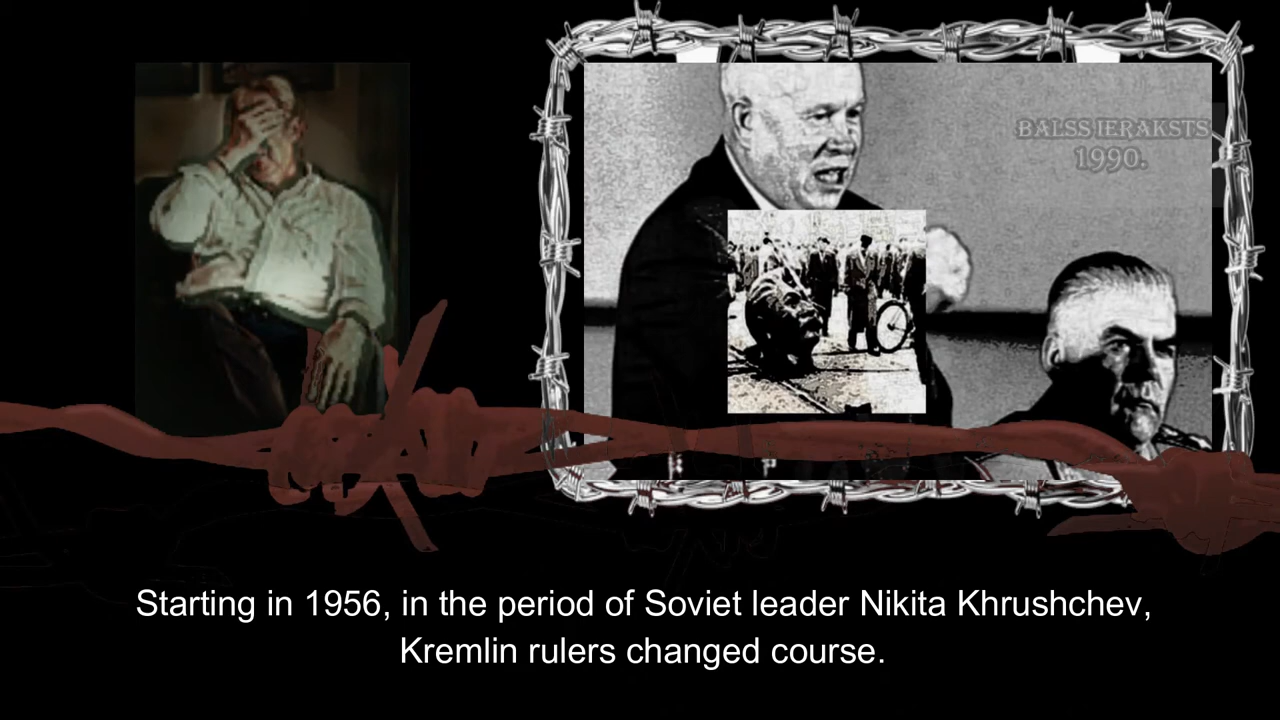 BALSS IERAKSTS
1990.
Starting in 1956, in the period of Soviet leader Nikita Khrushchev,
Kremlin rulers changed course.